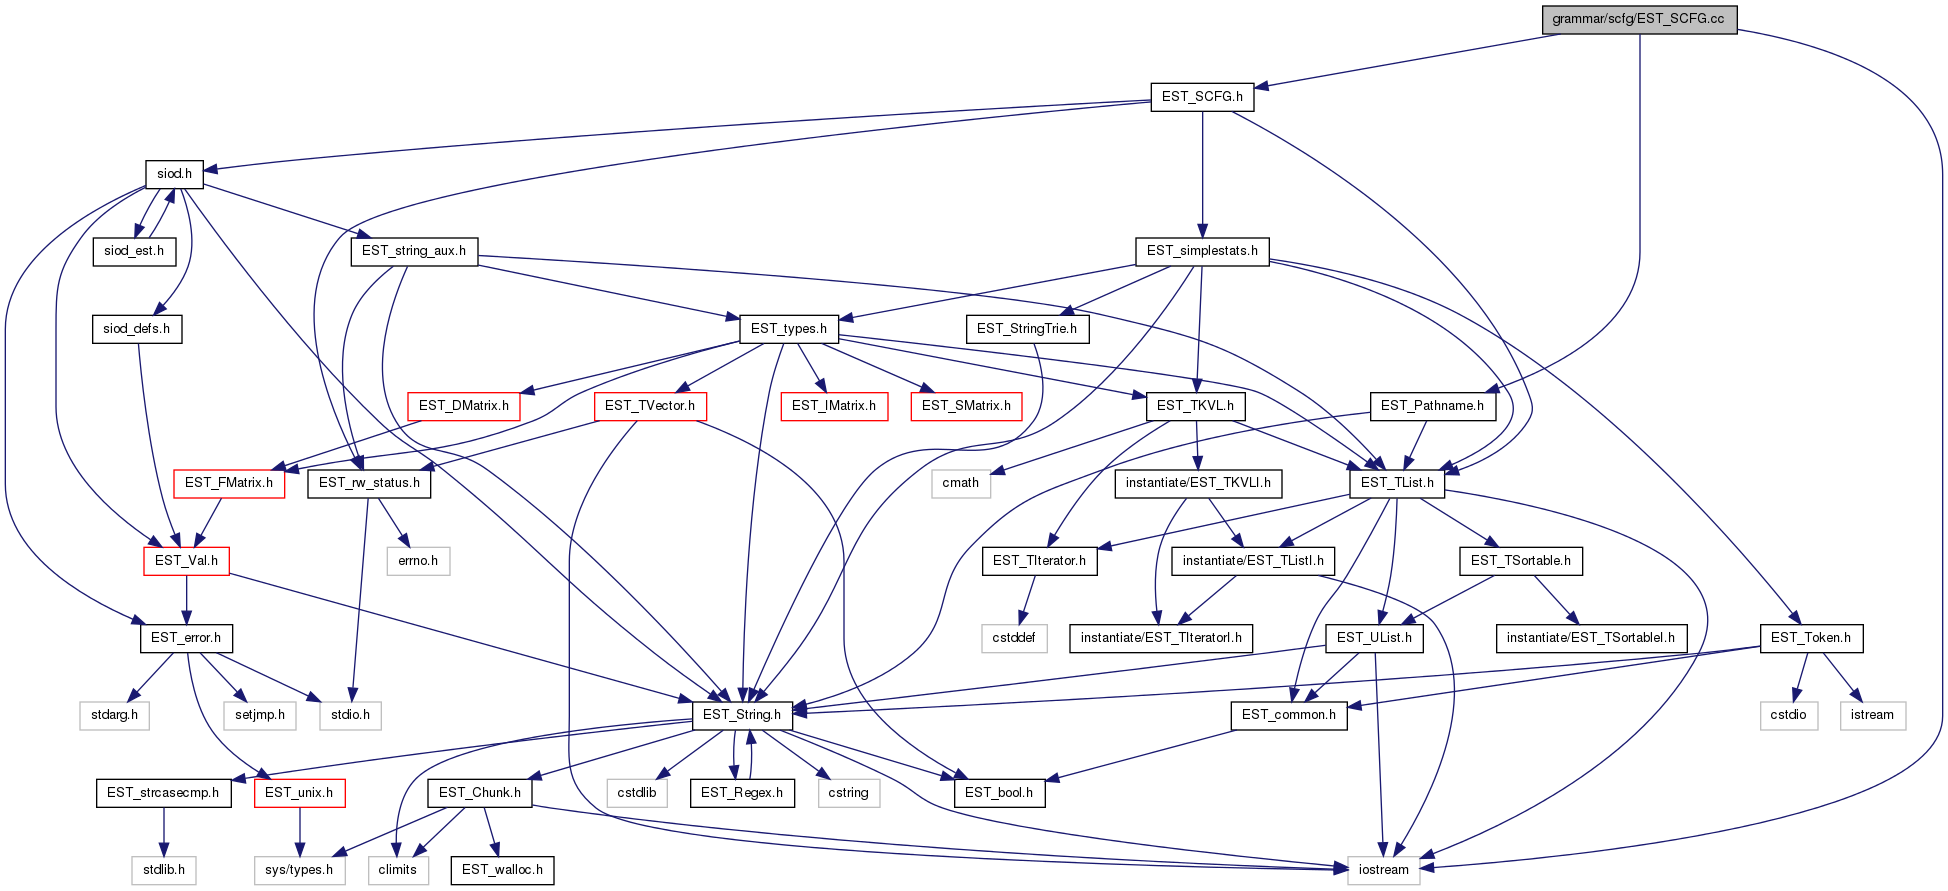 grammar/scfg/EST_SCFG.cc
EST_SCFG.h
siod.h
siod_est.h
EST_string_aux.h
EST_simplestats.h
siod_defs.h
EST_types.h
EST_StringTrie.h
EST_DMatrix.h
EST_TVector.h
EST_IMatrix.h
EST_SMatrix.h
EST_TKVL.h
EST_Pathname.h
EST_FMatrix.h
EST_rw_status.h
cmath
instantiate/EST_TKVLI.h
EST_TList.h
EST_Val.h
errno.h
EST_TIterator.h
instantiate/EST_TListI.h
EST_TSortable.h
EST_error.h
cstddef
instantiate/EST_TIteratorI.h
EST_UList.h
instantiate/EST_TSortableI.h
EST_Token.h
stdarg.h
setjmp.h
stdio.h
EST_String.h
EST_common.h
cstdio
istream
EST_strcasecmp.h
EST_unix.h
EST_Chunk.h
cstdlib
EST_Regex.h
cstring
EST_bool.h
stdlib.h
sys/types.h
climits
EST_walloc.h
iostream